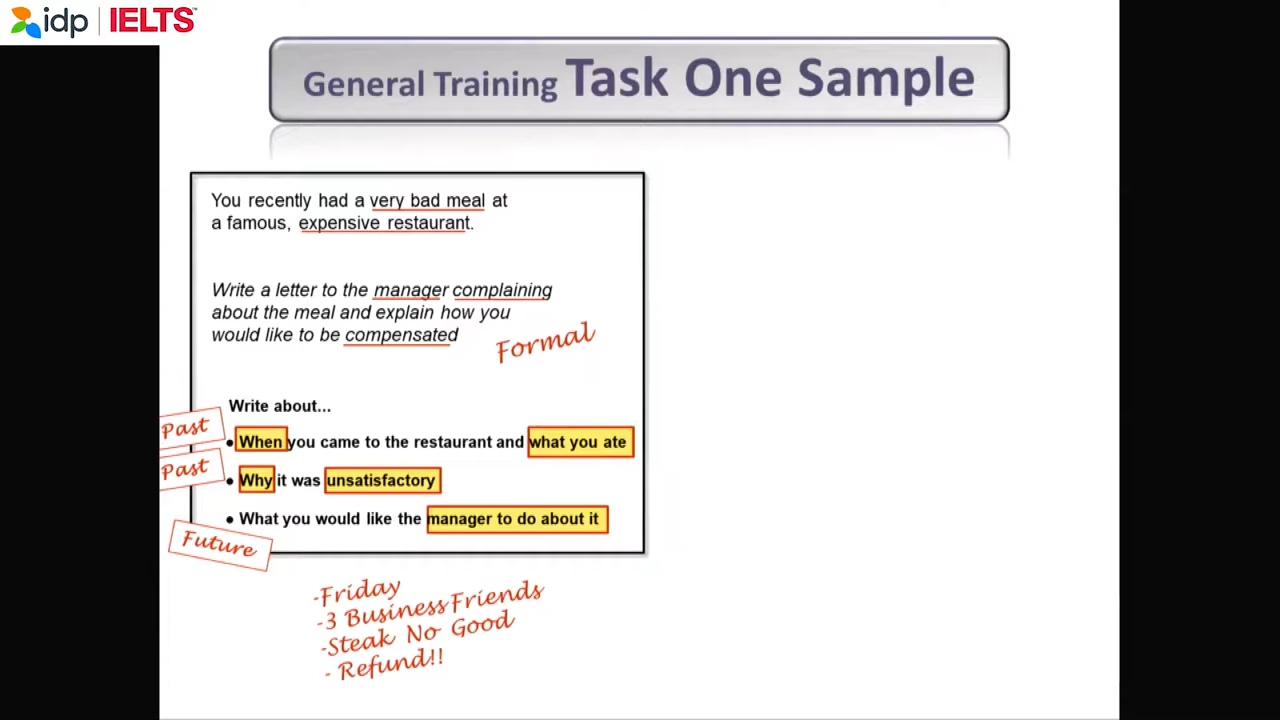 idp | IELTS™
General Training Task One Sample
You recently had a very bad meal at
a famous, expensive restaurant.
Write a letter to the manager complaining
about the meal and explain how you
would like to be compensated
Formal
Write about...
Past
• When you came to the restaurant and what you ate
Past
• Why it was unsatisfactory
• What you would like the manager to do about it
Future
-Friday
-3 Business Friends
-Steak No Good
- Refund!!